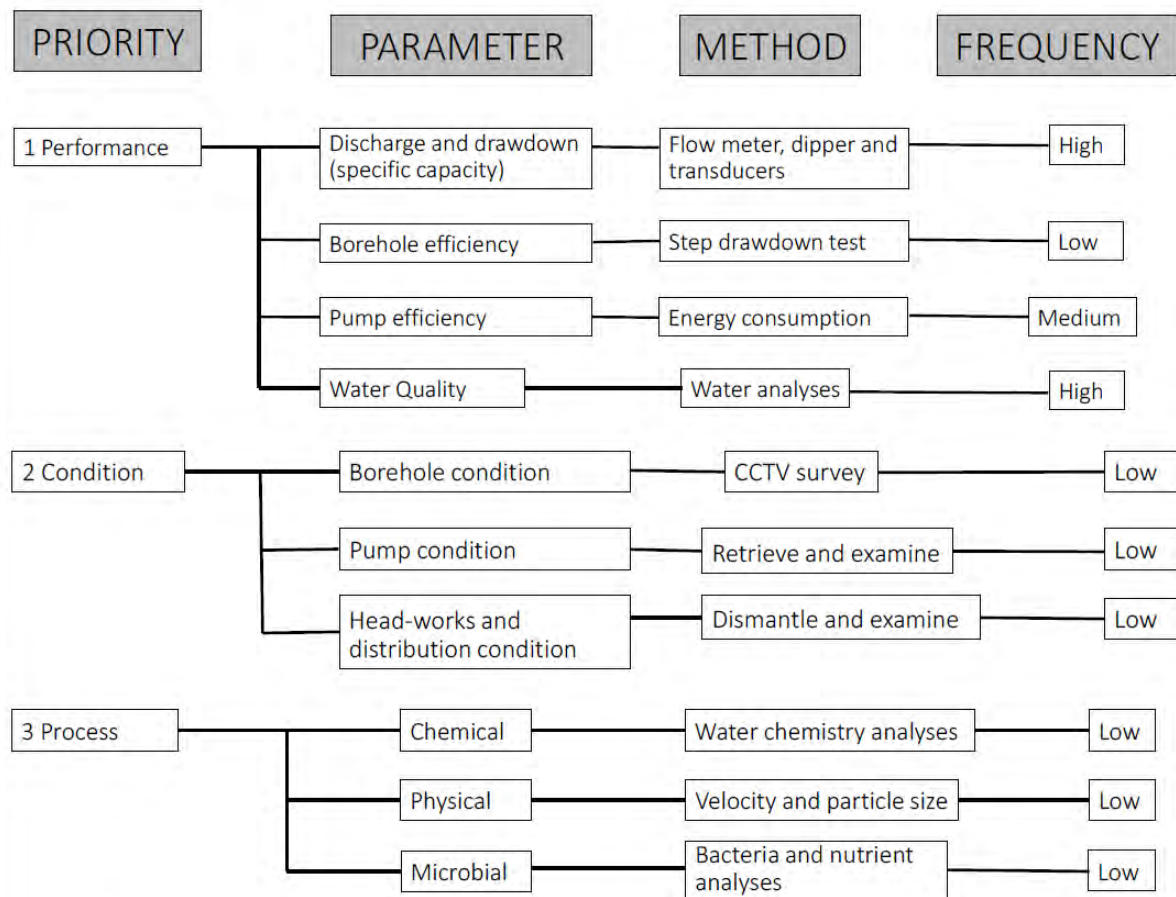 PRIORITY
PARAMETER
METHOD
FREQUENCY
1 Performance
Discharge and drawdown
(specific capacity)
Flow meter, dipper and
transducers
High
Borehole efficiency
Step drawdown test
Low
Pump efficiency
Energy consumption
Medium
Water Quality
Water analyses
High
2 Condition
Borehole condition
CCTV survey
Low
Pump condition
Retrieve and examine
Low
Head-works and
distribution condition
Dismantle and examine
Low
3 Process
Chemical
Water chemistry analyses
Low
Physical
Velocity and particle size
Low
Microbial
Bacteria and nutrient
analyses
Low